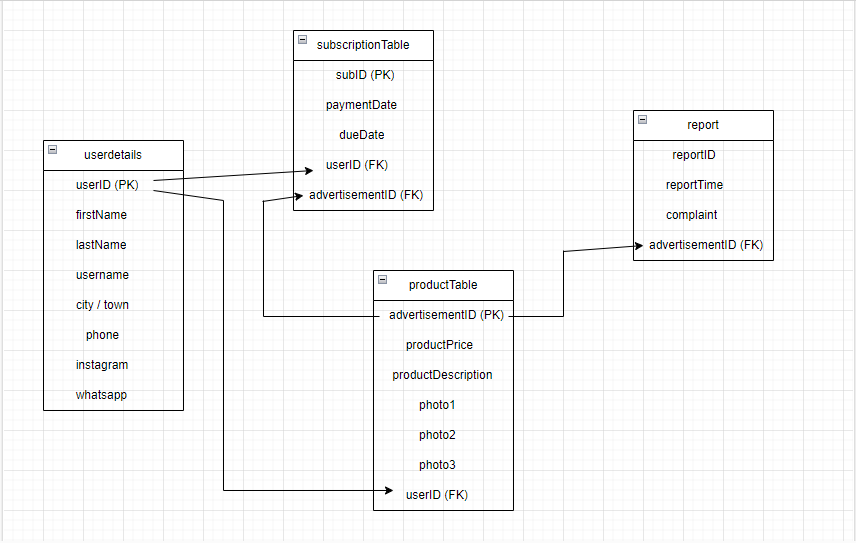 subscriptionTable
subID (PK)
paymentDate
dueDate
userID (FK)
advertisementID (FK)
report
reportID
reportTime
complaint
advertisementID (FK)
userdetails
userID (PK)
firstName
lastName
username
city / town
phone
instagram
whatsapp
productTable
advertisementID (PK)
productPrice
productDescription
photo1
photo2
photo3
userID (FK)